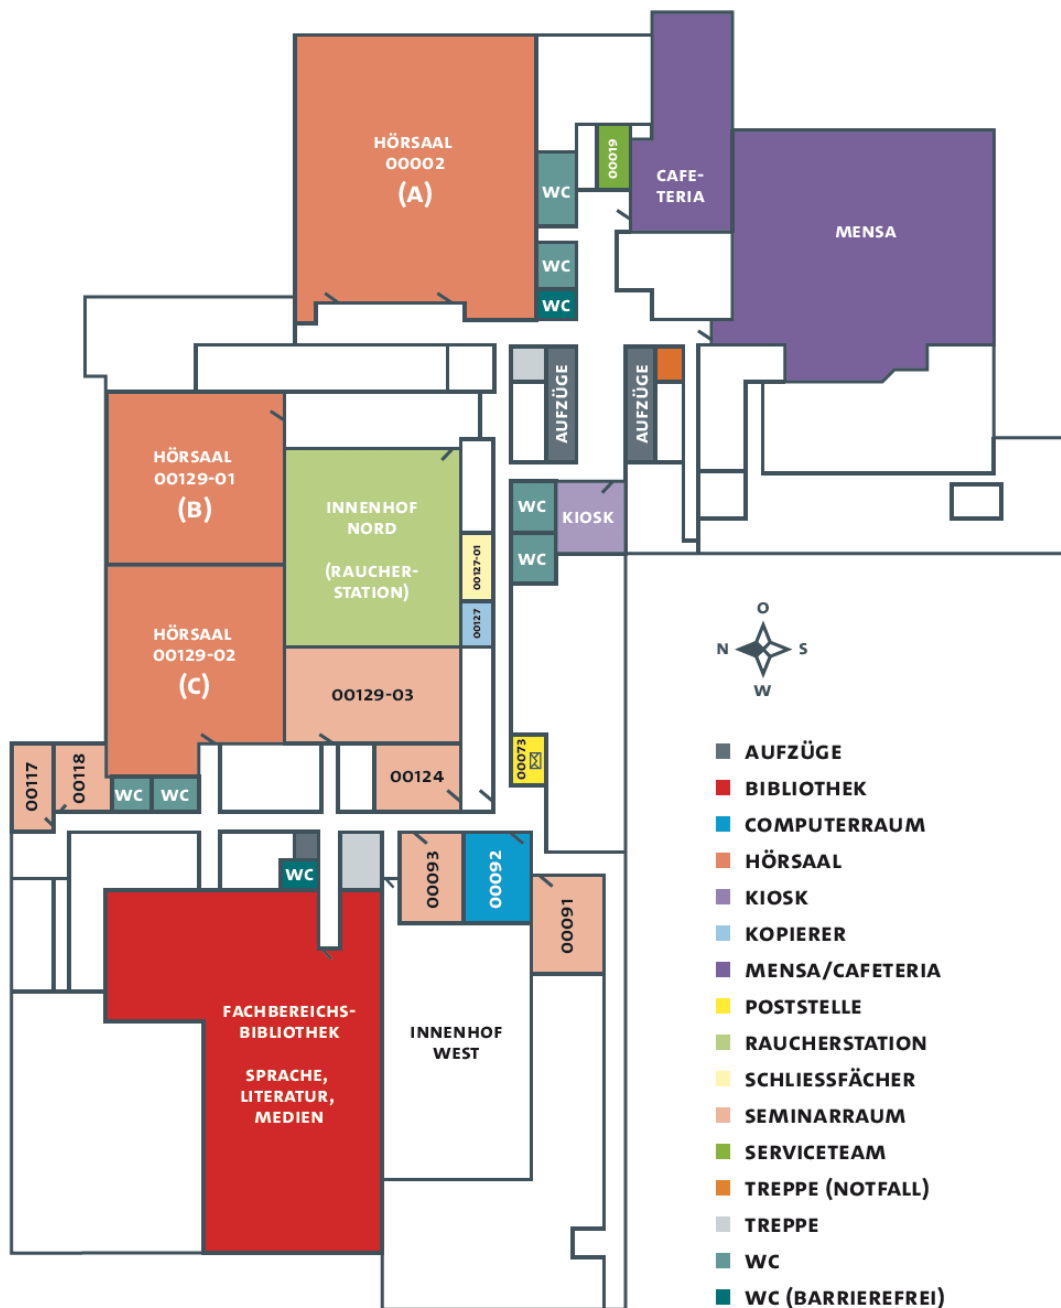 HÖRSAAL
00002
(A)
WC
00019
CAFE-
TERIA
MENSA
WC
WC
AUFZÜGE
AUFZÜGE
HÖRSAAL
00129-01
(B)
INNENHOF
NORD
(RAUCHER-
STATION)
WC
KIOSK
WC
00127-01
00127
HÖRSAAL
00129-02
(C)
00129-03
O
N
S
W
00117
00118
WC
WC
00124
00073
WC
00093
00092
00091
FACHBEREICHS-
BIBLIOTHEK
SPRACHE,
LITERATUR,
MEDIEN
INNENHOF
WEST
AUFZÜGE
BIBLIOTHEK
COMPUTERRAUM
HÖRSAAL
KIOSK
KOPIERER
MENSA/CAFETERIA
POSTSTELLE
RAUCHERSTATION
SCHLIESSFÄCHER
SEMINARRAUM
SERVICETEAM
TREPPE (NOTFALL)
TREPPE
WC
WC (BARRIEREFREI)